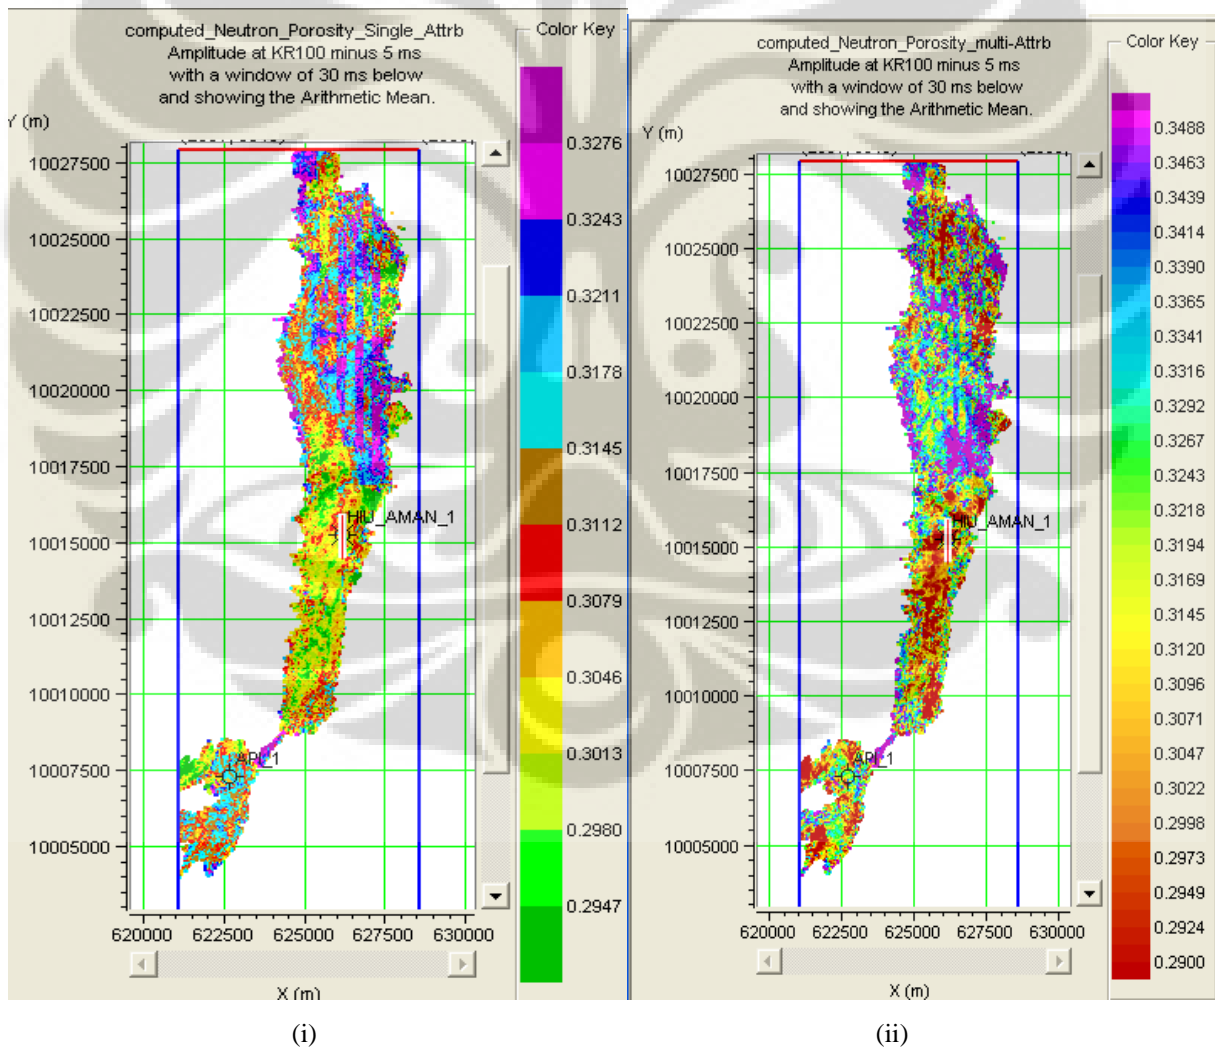 computed_Neutron_Porosity_Single_Attrb
Amplitude at KR100 minus 5 ms
with a window of 30 ms below
and showing the Arithmetic Mean.
Color Key
Y (m)
10027500
10025000
10022500
10020000
10017500
10015000
10012500
10010000
10007500
10005000
HIU_AMAN_1
API_1
620000 622500 625000 627500 630000
X (m)
0.3276
0.3243
0.3211
0.3178
0.3145
0.3112
0.3079
0.3046
0.3013
0.2980
0.2947
(i)
computed_Neutron_Porosity_multi-Attrb
Amplitude at KR100 minus 5 ms
with a window of 30 ms below
and showing the Arithmetic Mean.
Color Key
Y (m)
10027500
10025000
10022500
10020000
10017500
10015000
10012500
10010000
10007500
10005000
HIU_AMAN_1
API_1
620000 622500 625000 627500 630000
X (m)
0.3488
0.3463
0.3439
0.3414
0.3390
0.3365
0.3341
0.3316
0.3292
0.3267
0.3243
0.3218
0.3194
0.3169
0.3145
0.3120
0.3096
0.3071
0.3047
0.3022
0.2998
0.2973
0.2949
0.2924
0.2900
(ii)